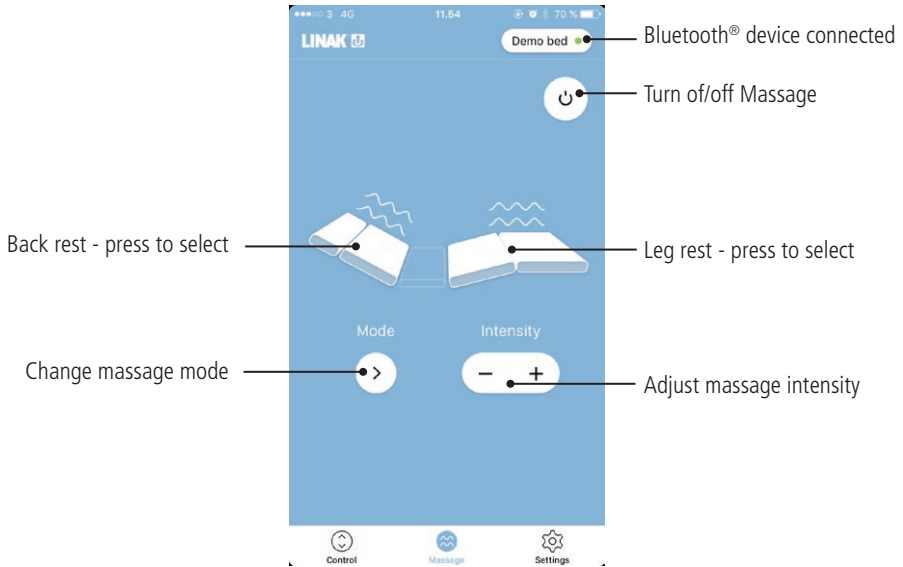 3 4G 11.54 70 %
LINAK Demo bed
Bluetooth® device connected
Turn of/off Massage
Back rest - press to select
Leg rest - press to select
Mode Intensity
Change massage mode
Adjust massage intensity
Control Massage Settings